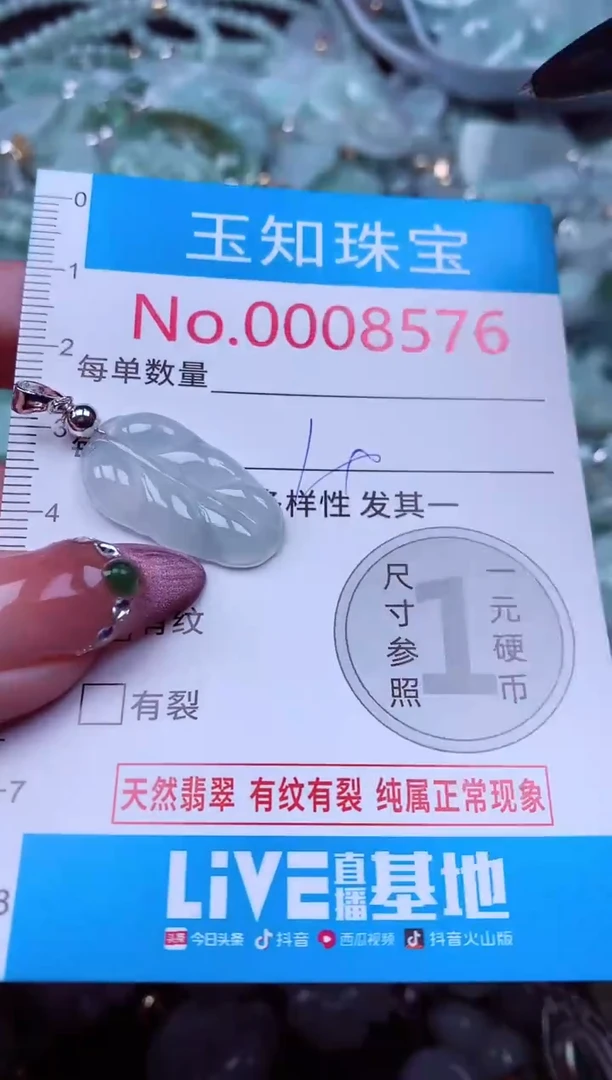 0
1
2
3
4
7
8
玉知珠宝
No.0008576
每单数量
样性 发其一
有纹
有裂
尺寸参照
1
一元硬币
天然翡翠 有纹有裂 纯属正常现象
LiVE直播基地
头条 今日头条 抖音 西瓜视频 抖音火山版